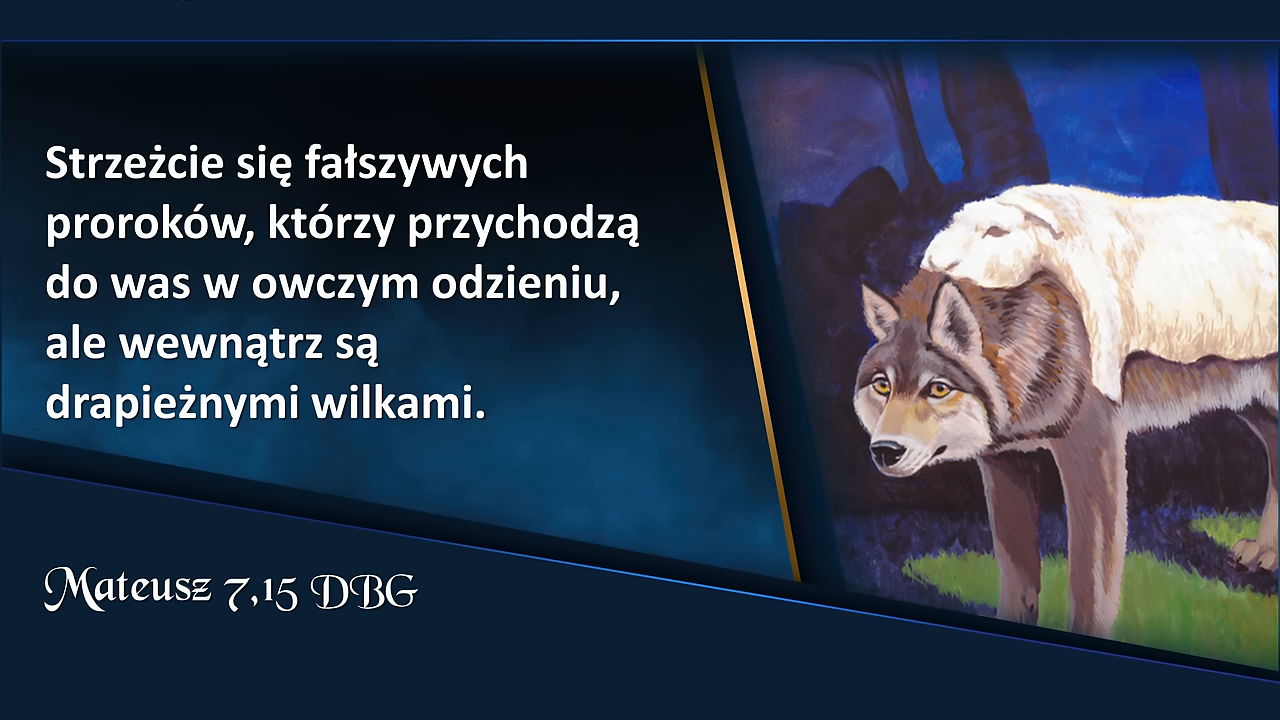 Strzeżcie się fałszywych
proroków, którzy przychodzą
do was w owczym odzieniu,
ale wewnątrz są
drapieżnymi wilkami.
Mateusz 7,15 DBG